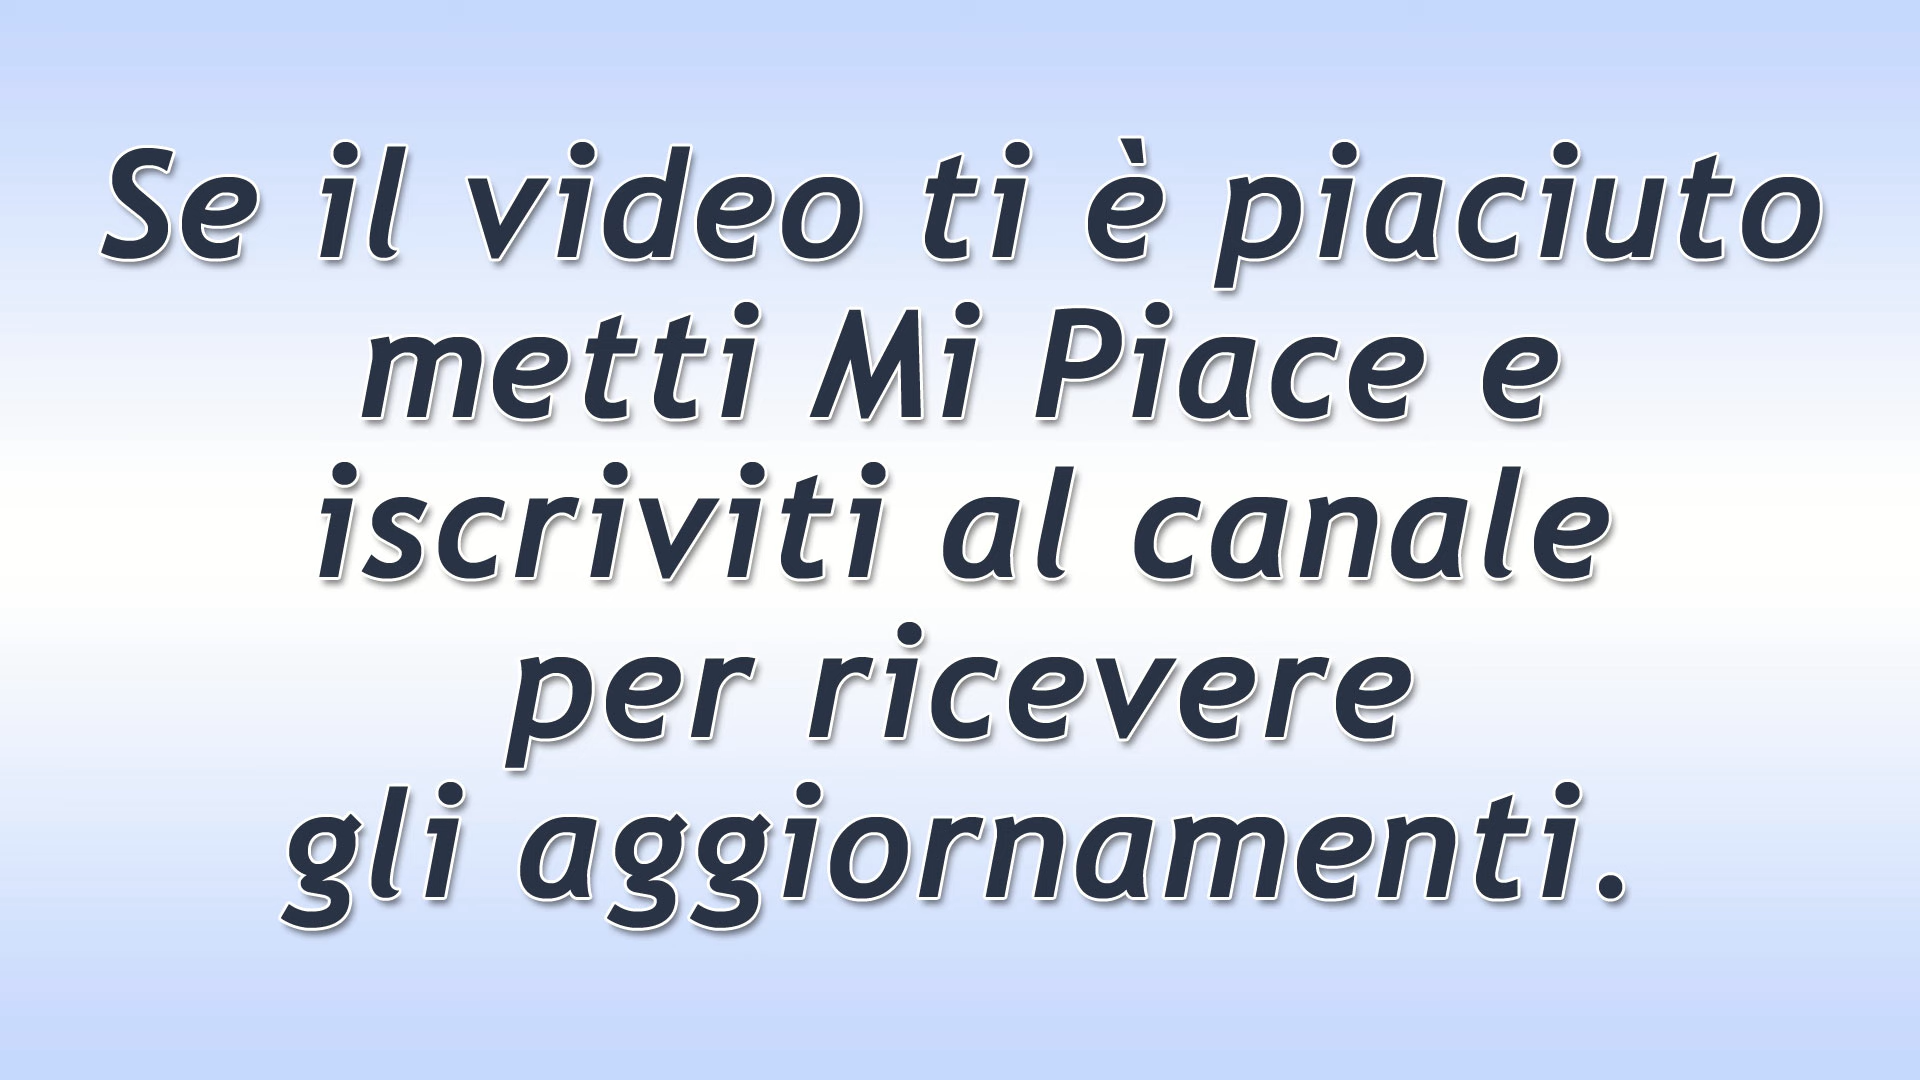 Se il video ti è piaciuto
metti Mi Piace e
iscriviti al canale
per ricevere
gli aggiornamenti.